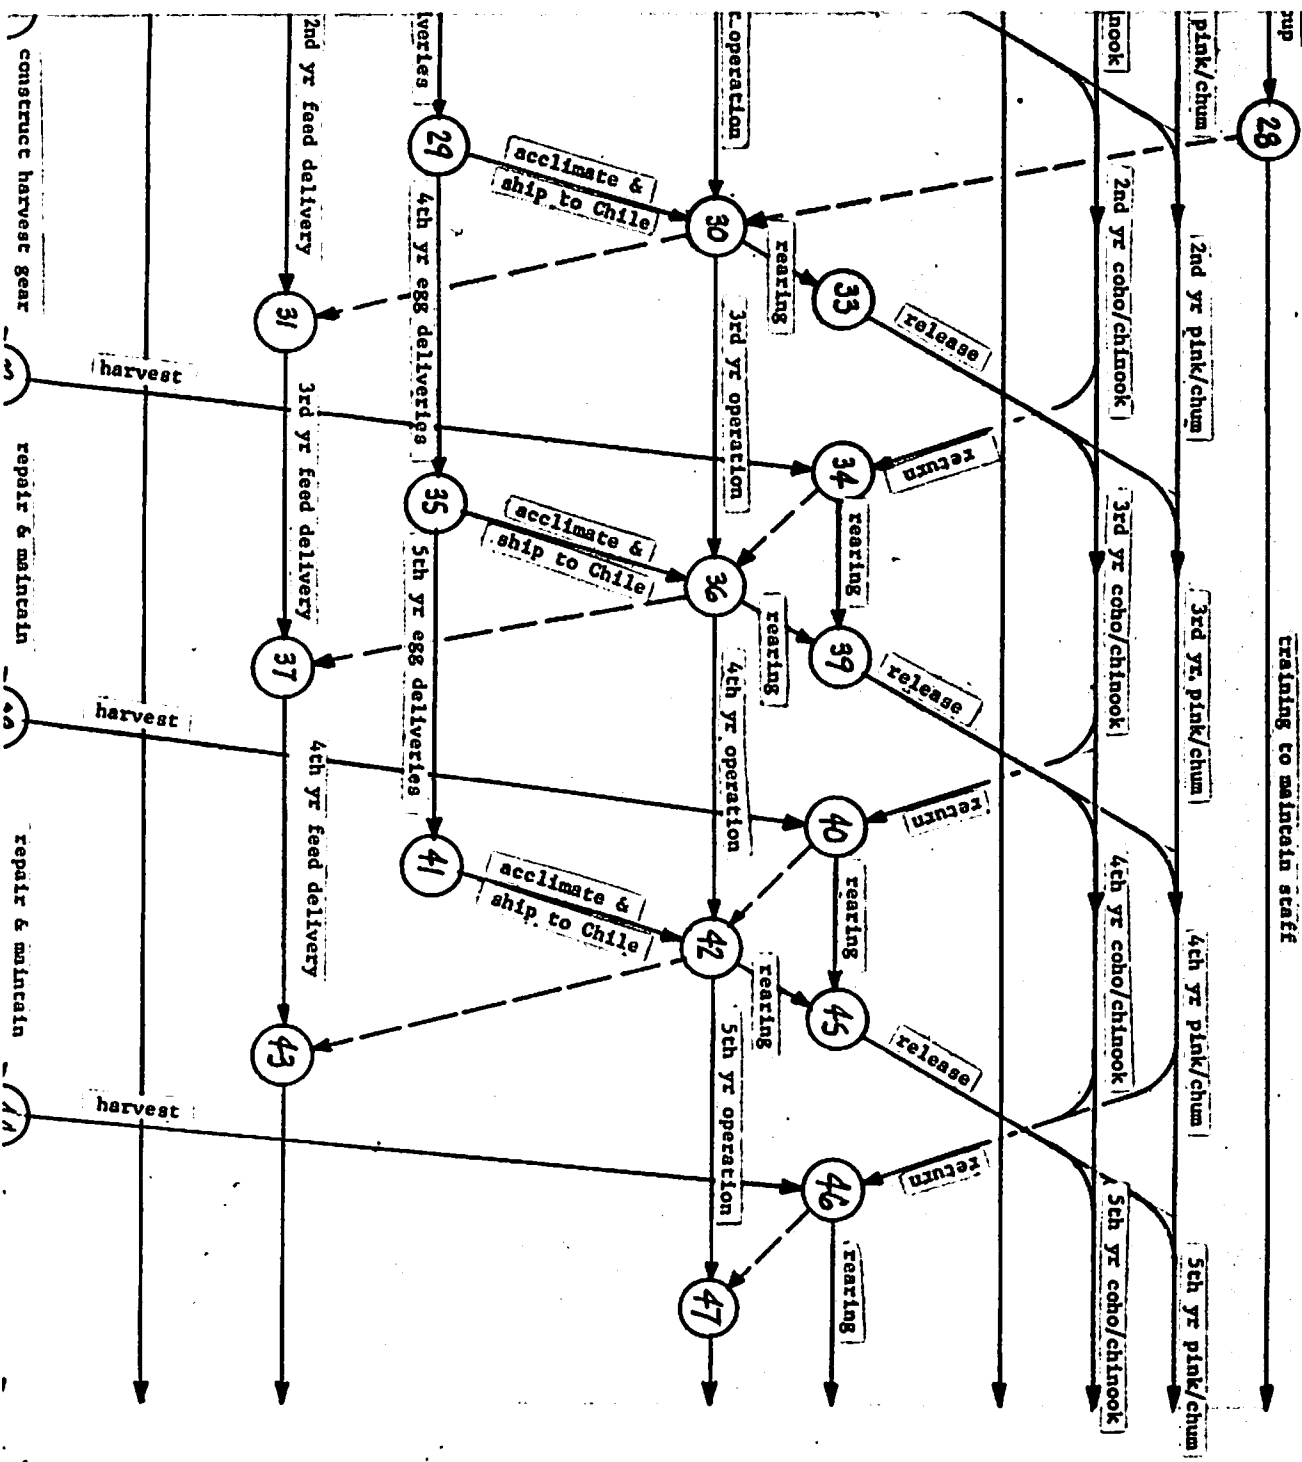 28
training to maintain staff
pink/chum
2nd yr pink/chum
3rd yr. pink/chum
4th yr pink/chum
5th yr pink/chum
nook
2nd yr coho/chinook
3rd yr coho/chinook
4th yr coho/chinook
5th yr coho/chinook
release
return
release
return
release
return
33
34
rearing
39
40
rearing
45
46
rearing
rearing
rearing
rearing
operation
30
3rd yr operation
36
4th yr operation
42
5th yr operation
47
acclimate &
ship to Chile
acclimate &
ship to Chile
acclimate &
ship to Chile
veries
29
4th yr egg deliveries
35
5th yr egg deliveries
41
2nd yr feed delivery
31
3rd yr feed delivery
37
4th yr feed delivery
43
harvest
harvest
harvest
construct harvest gear
repair & maintain
repair & maintain